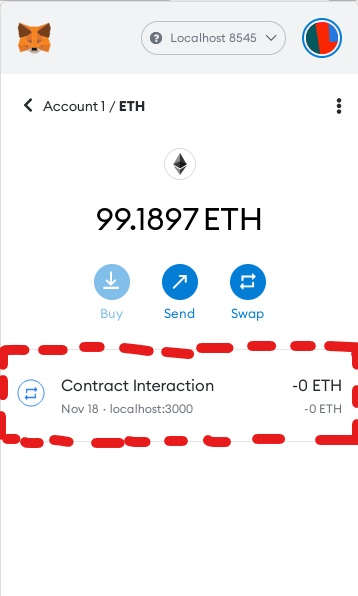 Localhost 8545
Account 1 / ETH
99.1897 ETH
Buy Send Swap
Contract Interaction -0 ETH
Nov 18 · localhost:3000 -0 ETH